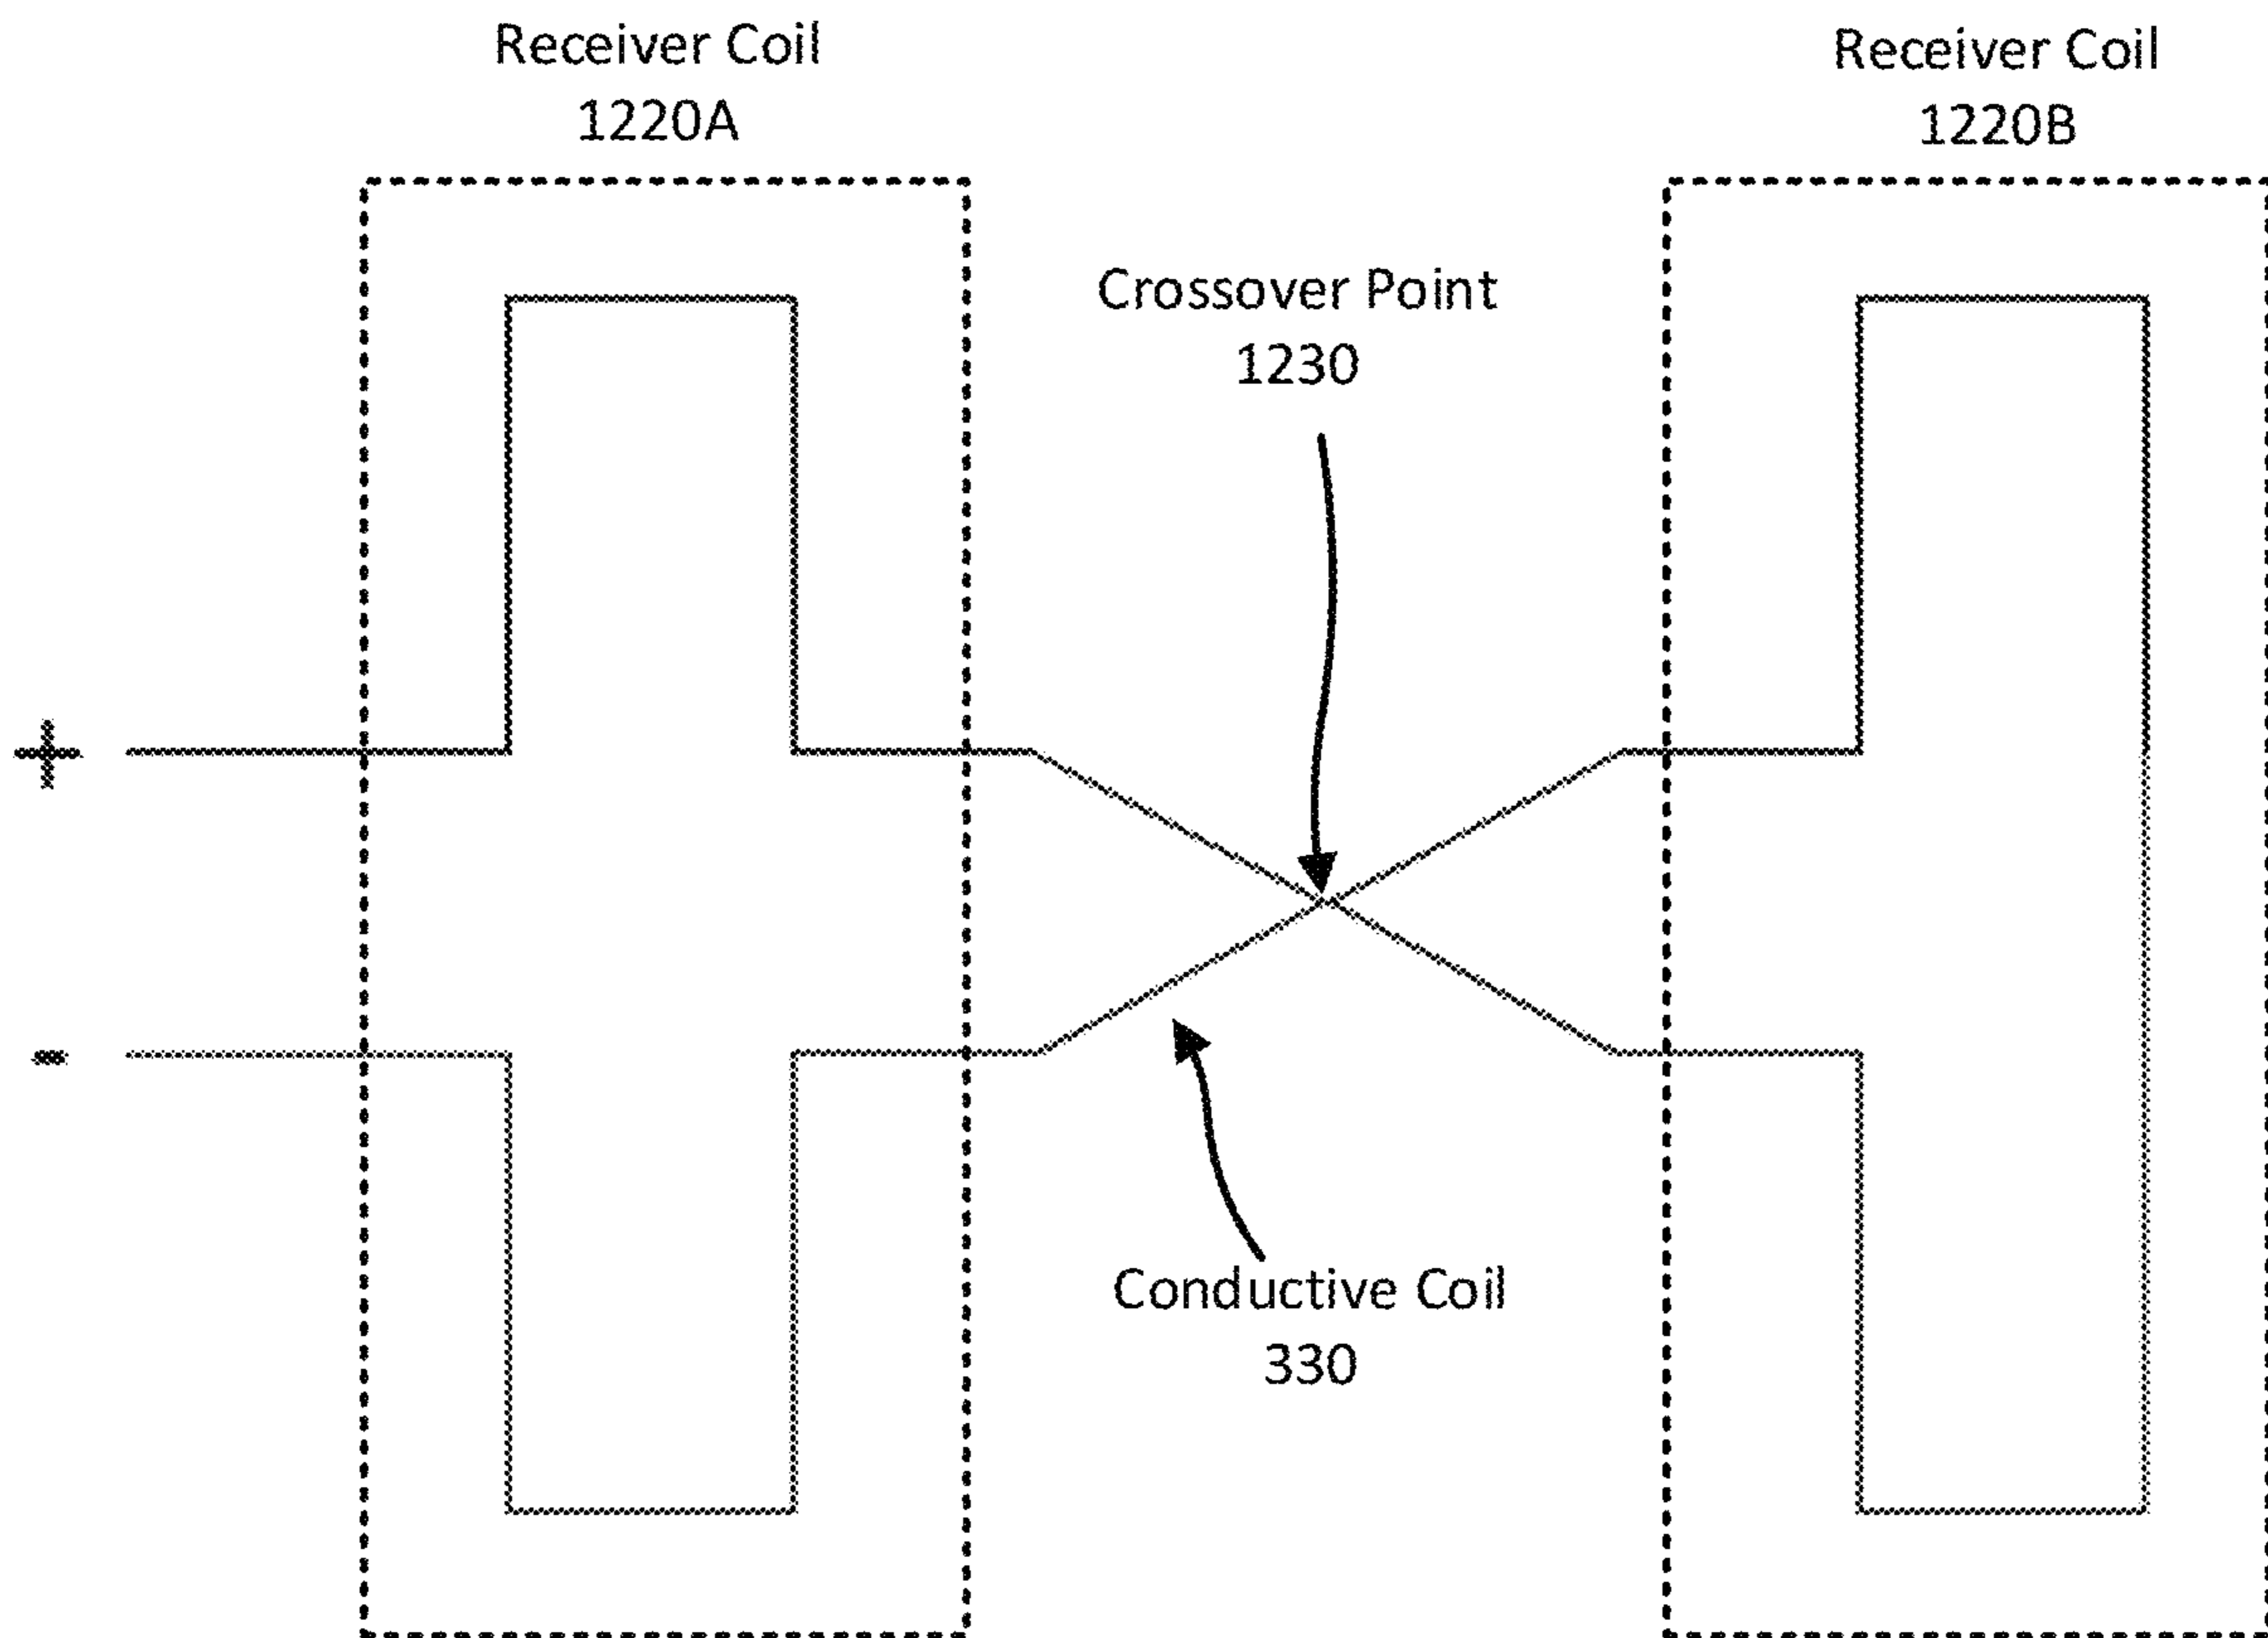 Receiver Coil
1220A
Receiver Coil
1220B
Crossover Point
1230
+
-
Conductive Coil
330